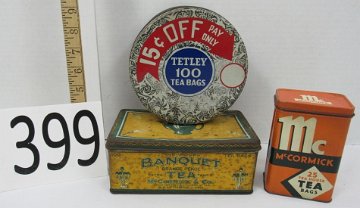 15¢ OFF PAY ONLY
TETLEY
100
TEA BAGS
399
BANQUET
ORANGE PEKOE
TEA
McCORMICK & Co.
Mc
McCORMICK
25
TEA
BAGS